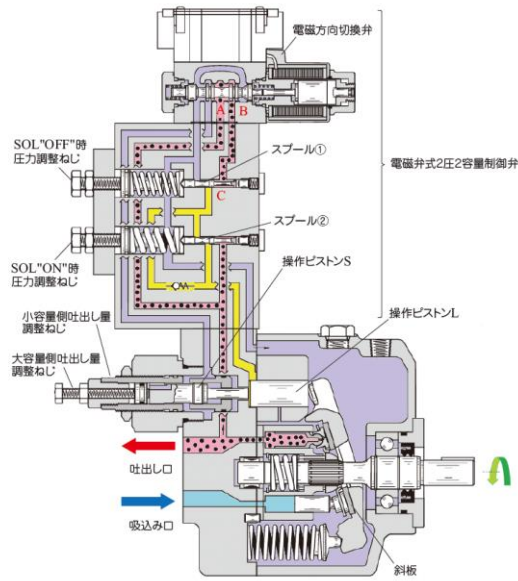 電磁方向切換弁
A
B
SOL"OFF"時
圧力調整ねじ
スプール①
C
電磁弁式2圧2容量制御弁
スプール②
SOL"ON"時
圧力調整ねじ
操作ピストンS
小容量側吐出し量
調整ねじ
操作ピストンL
大容量側吐出し量
調整ねじ
吐出し口
吸込み口
斜板